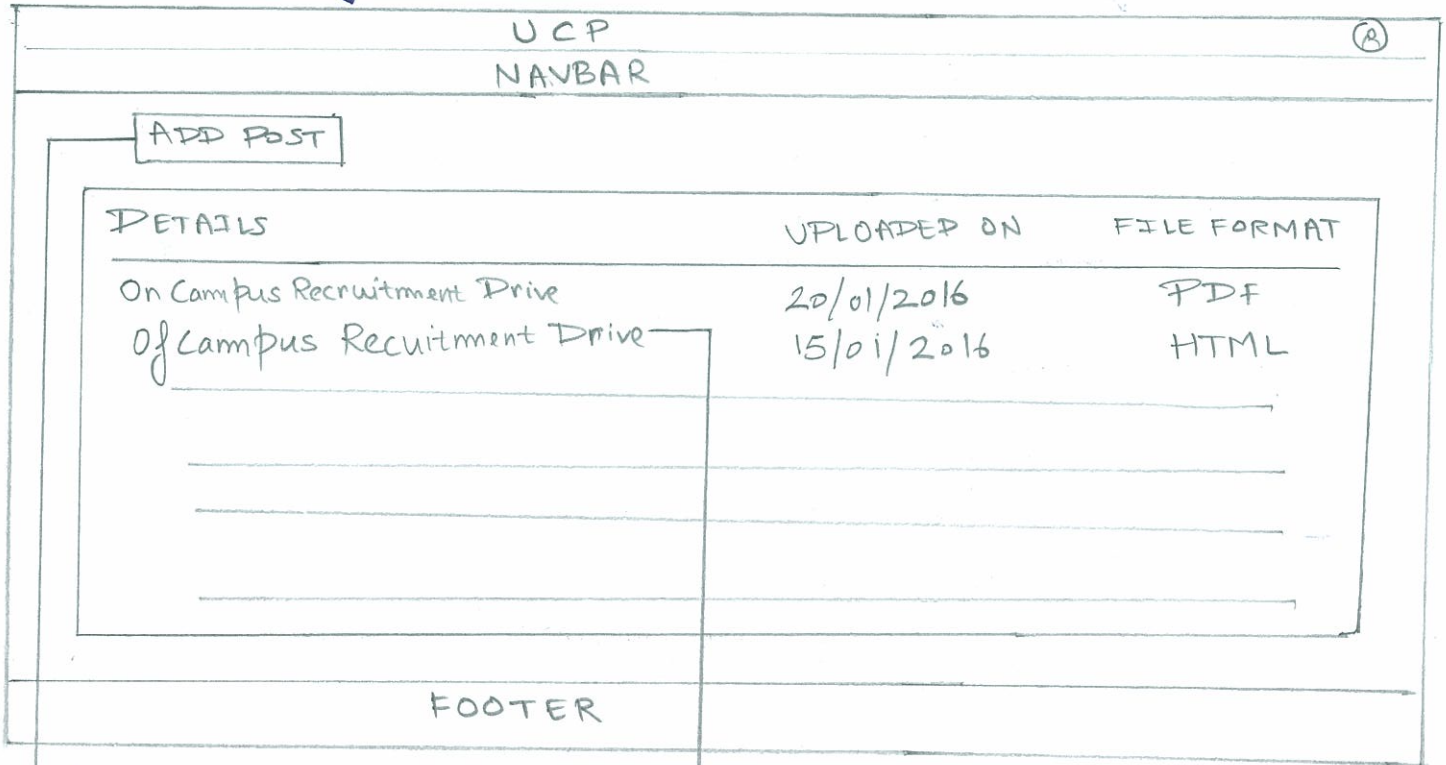 UCP
NAVBAR
ADD POST
DETAILS UPLOADED ON FILE FORMAT
On Campus Recruitment Drive 20/01/2016 PDF
Of Campus Recuitment Drive 15/01/2016 HTML
FOOTER